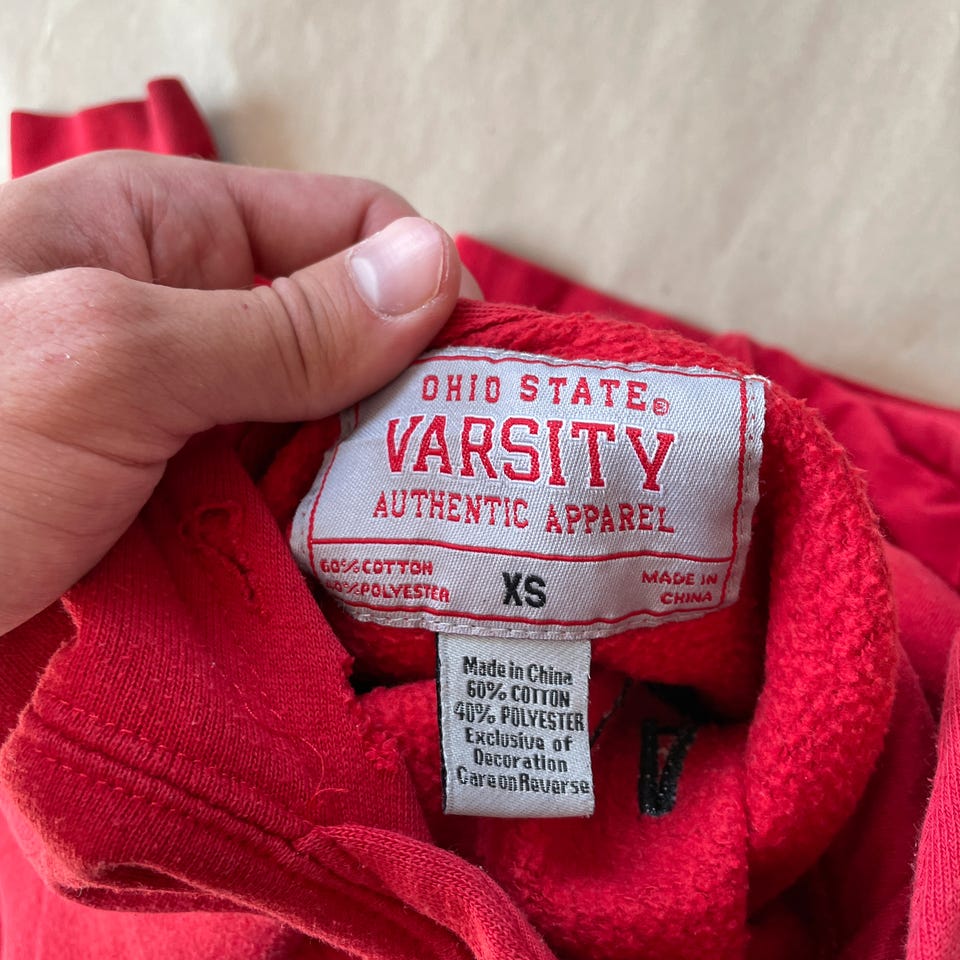 OHIO STATE®
VARSITY
AUTHENTIC APPAREL
60% COTTON
40% POLYESTER
XS
MADE IN
CHINA
Made in China
60% COTTON
40% POLYESTER
Exclusive of
Decoration
Care on Reverse